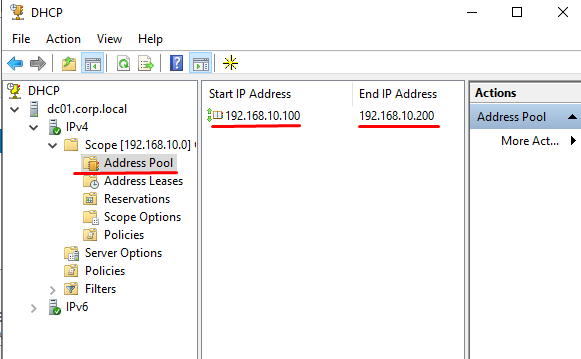 DHCP
File Action View Help
DHCP
dc01.corp.local
IPv4
Scope [192.168.10.0]
Address Pool
Address Leases
Reservations
Scope Options
Policies
Server Options
Policies
Filters
IPv6
Start IP Address End IP Address
192.168.10.100 192.168.10.200
Actions
Address Pool
More Act...